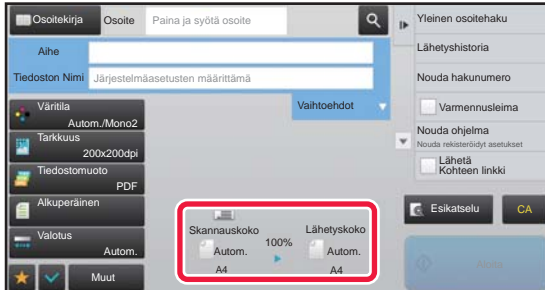 Osoitekirja
Osoite
Paina ja syötä osoite
Aihe
Tiedoston Nimi
Järjestelmäasetusten määrittämä
Väritila
Autom./Mono2
Vaihtoehdot
Tarkkuus
200x200dpi
Tiedostomuoto
PDF
Alkuperäinen
Valotus
Autom.
Muut
Skannauskoko
100%
Lähetyskoko
Autom.
Autom.
A4
A4
Yleinen osoitehaku
Lähetyshistoria
Nouda hakunumero
Varmennusleima
Nouda ohjelma
Nouda rekisteröidyt asetukset
Lähetä
Kohteen linkki
Esikatselu
CA